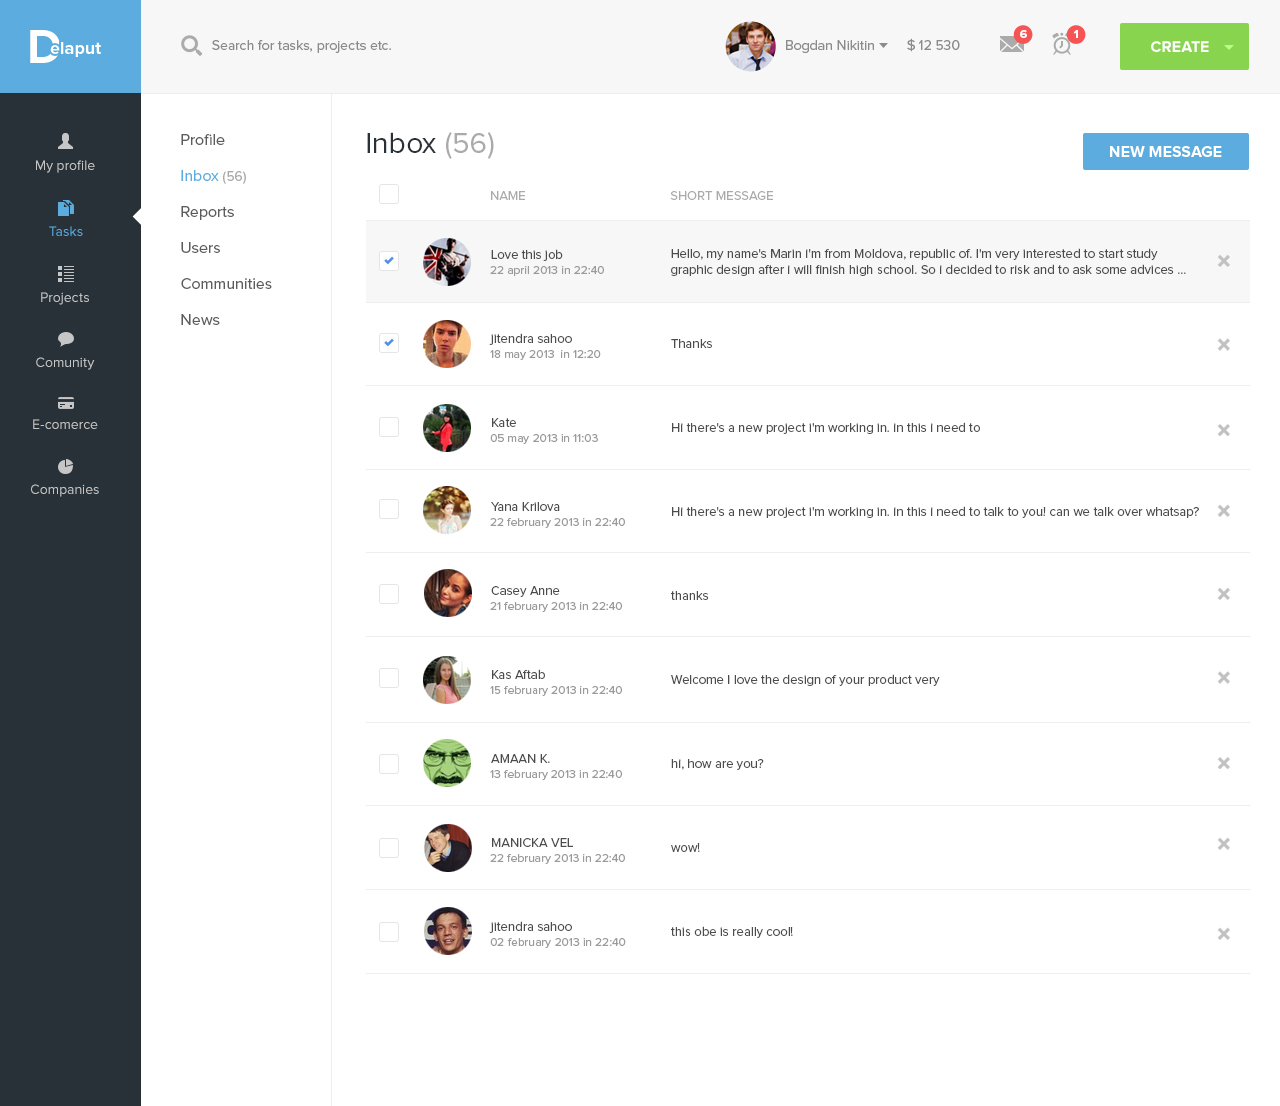 Delaput
Search for tasks, projects etc.
Bogdan Nikitin
$ 12 530
6
1
CREATE
My profile
Tasks
Projects
Comunity
E-comerce
Companies
Profile
Inbox (56)
Reports
Users
Communities
News
Inbox (56)
NEW MESSAGE
NAME
SHORT MESSAGE
Love this job
22 april 2013 in 22:40
Hello, my name's Marin i'm from Moldova, republic of. I'm very interested to start study
graphic design after i will finish high school. So i decided to risk and to ask some advices ...
jitendra sahoo
18 may 2013 in 12:20
Thanks
Kate
05 may 2013 in 11:03
Hi there's a new project i'm working in. in this i need to
Yana Krilova
22 february 2013 in 22:40
Hi there's a new project i'm working in. in this i need to talk to you! can we talk over whatsap?
Casey Anne
21 february 2013 in 22:40
thanks
Kas Aftab
15 february 2013 in 22:40
Welcome I love the design of your product very
AMAAN K.
13 february 2013 in 22:40
hi, how are you?
MANICKA VEL
22 february 2013 in 22:40
wow!
jitendra sahoo
02 february 2013 in 22:40
this obe is really cool!